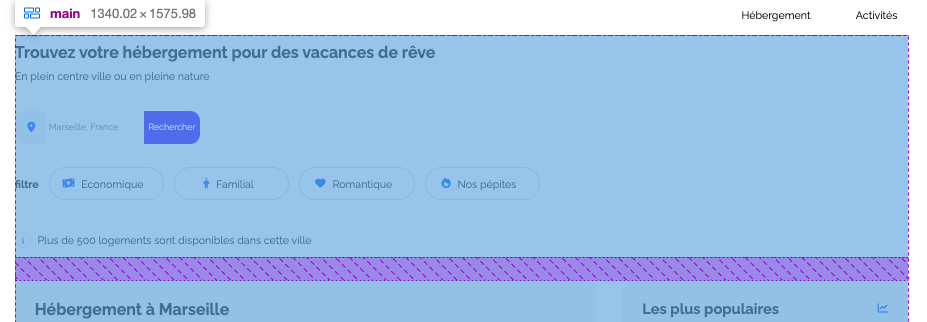 main 1340.02 × 1575.98
Hébergement Activités
Trouvez votre hébergement pour des vacances de rêve
En plein centre ville ou en pleine nature
Marseille, France Rechercher
filtre Economique Familial Romantique Nos pépites
i Plus de 500 logements sont disponibles dans cette ville
Hébergement à Marseille Les plus populaires